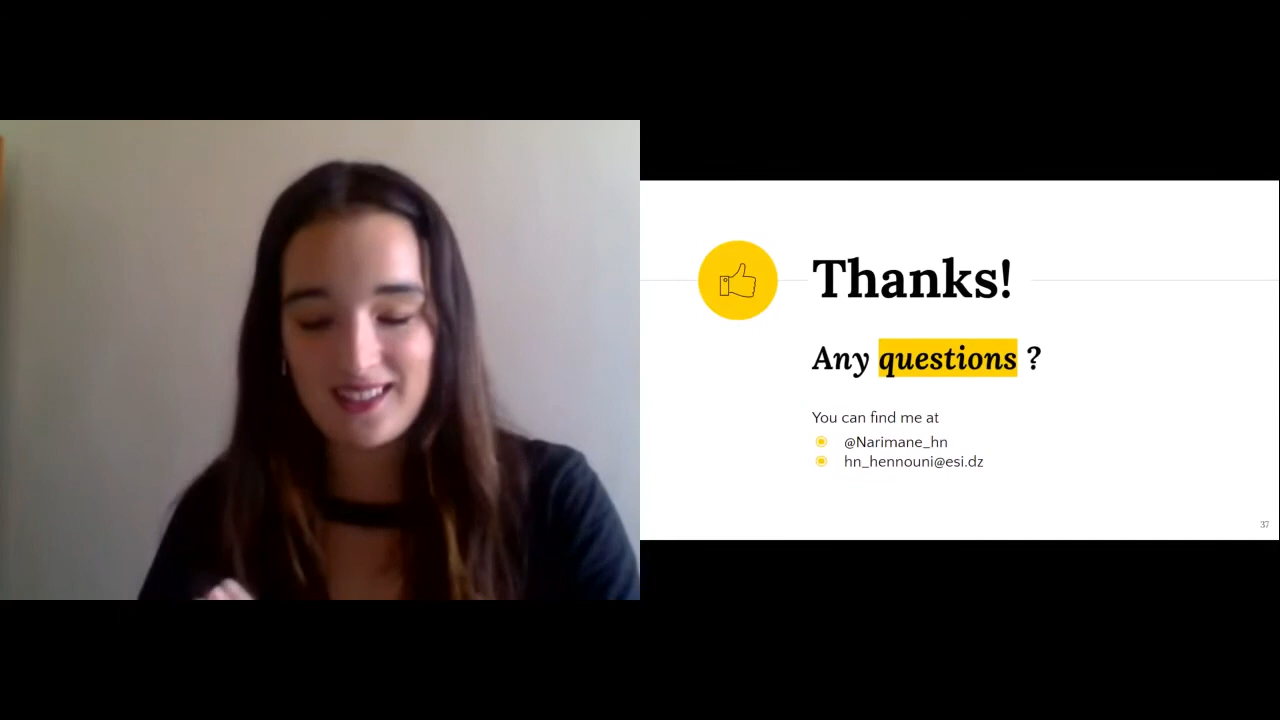 Thanks!
Any questions ?
You can find me at
@Narimane_hn
hn_hennouni@esi.dz
37